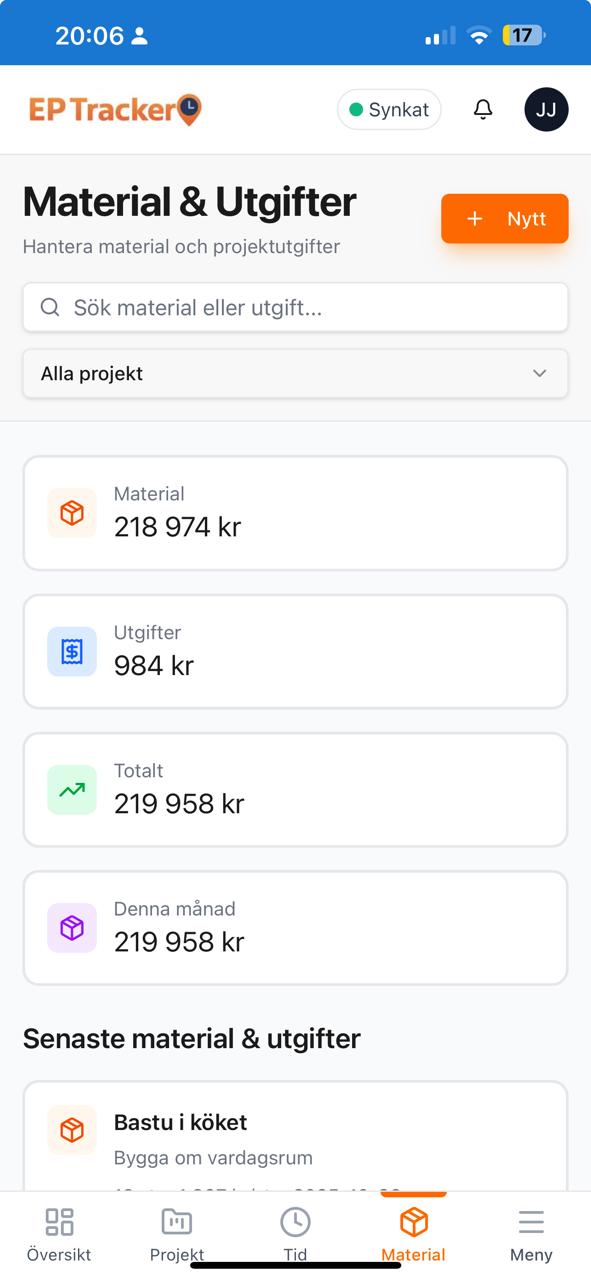 20:06
17
EP Tracker
Synkat
JJ
Material & Utgifter
+ Nytt
Hantera material och projektutgifter
Sök material eller utgift...
Alla projekt
Material
218 974 kr
Utgifter
984 kr
Totalt
219 958 kr
Denna månad
219 958 kr
Senaste material & utgifter
Bastu i köket
Bygga om vardagsrum
Översikt
Projekt
Tid
Material
Meny